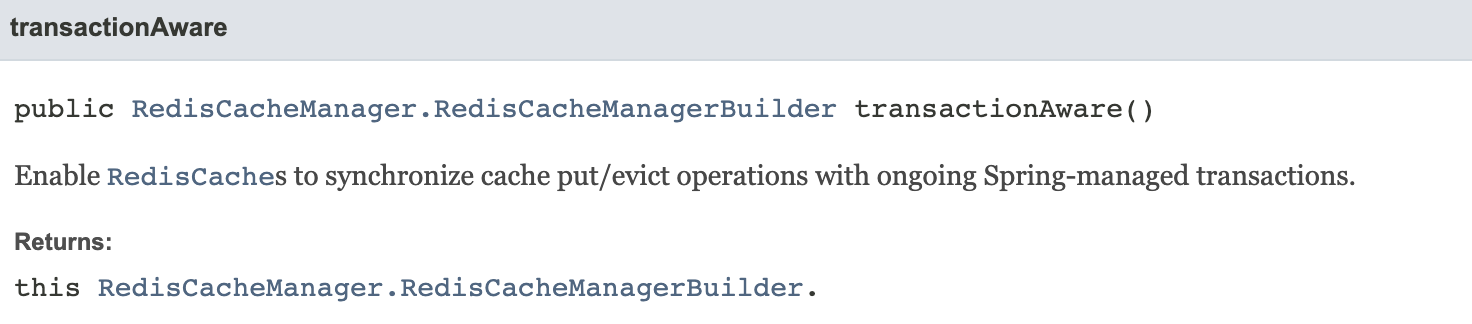 transactionAware
public RedisCacheManager.RedisCacheManagerBuilder transactionAware()
Enable RedisCaches to synchronize cache put/evict operations with ongoing Spring-managed transactions.
Returns:
this RedisCacheManager.RedisCacheManagerBuilder.